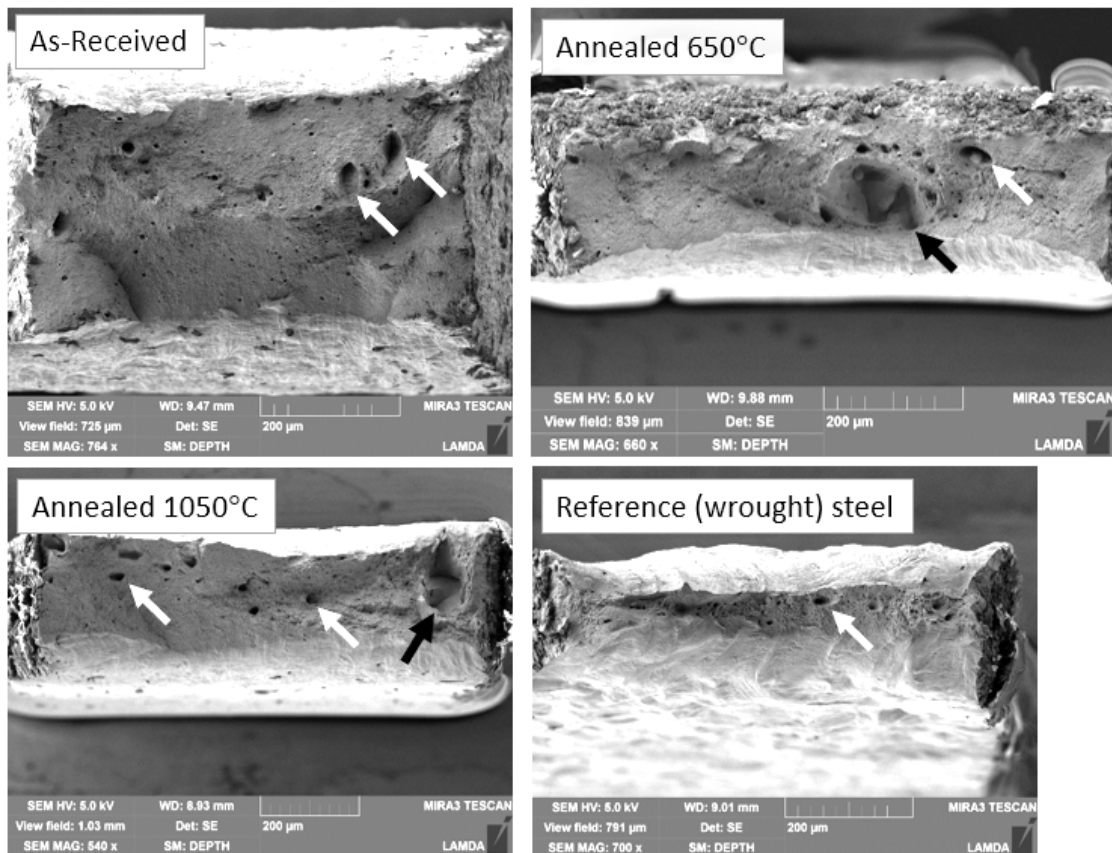 As-Received
SEM HV: 5.0 kV WD: 9.47 mm MIRA3 TESCAN
View field: 725 µm Det: SE 200 µm
SEM MAG: 764 x SM: DEPTH LAMDA
Annealed 650°C
SEM HV: 5.0 kV WD: 9.88 mm MIRA3 TESCAN
View field: 839 µm Det: SE 200 µm
SEM MAG: 660 x SM: DEPTH LAMDA
Annealed 1050°C
SEM HV: 5.0 kV WD: 8.93 mm MIRA3 TESCAN
View field: 1.03 mm Det: SE 200 µm
SEM MAG: 540 x SM: DEPTH LAMDA
Reference (wrought) steel
SEM HV: 5.0 kV WD: 9.01 mm MIRA3 TESCAN
View field: 791 µm Det: SE 200 µm
SEM MAG: 700 x SM: DEPTH LAMDA